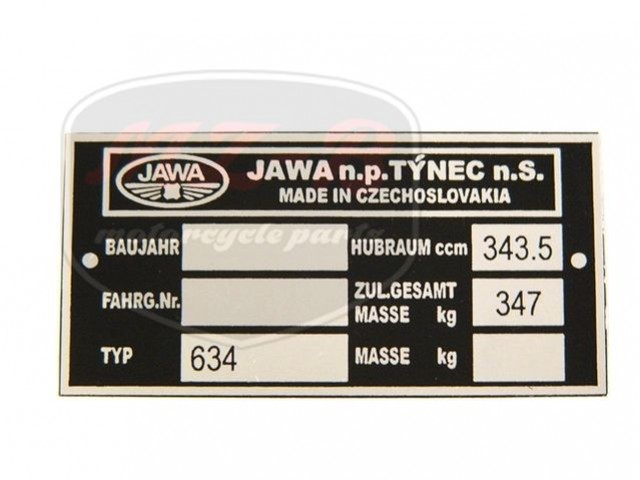 JAWA
JAWA n.p. TÝNEC n.S.
MADE IN CZECHOSLOVAKIA
BAUJAHR
HUBRAUM ccm 343.5
FAHRG.Nr.
ZUL.GESAMT
MASSE kg 347
TYP 634
MASSE kg
motorcycle parts